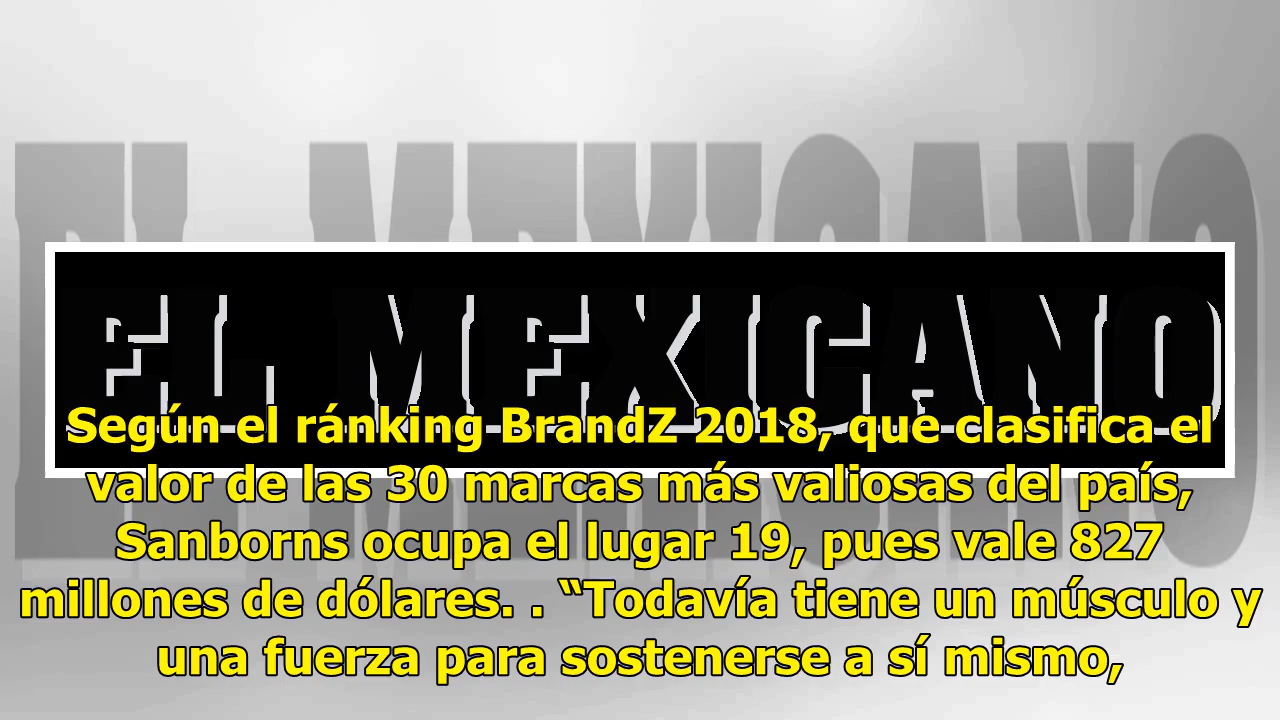 EL MEXICANO
EL MEXICANO
Según el ránking BrandZ 2018, que clasifica el
valor de las 30 marcas más valiosas del país,
Sanborns ocupa el lugar 19, pues vale 827
millones de dólares. . “Todavía tiene un músculo y
una fuerza para sostenerse a sí mismo,